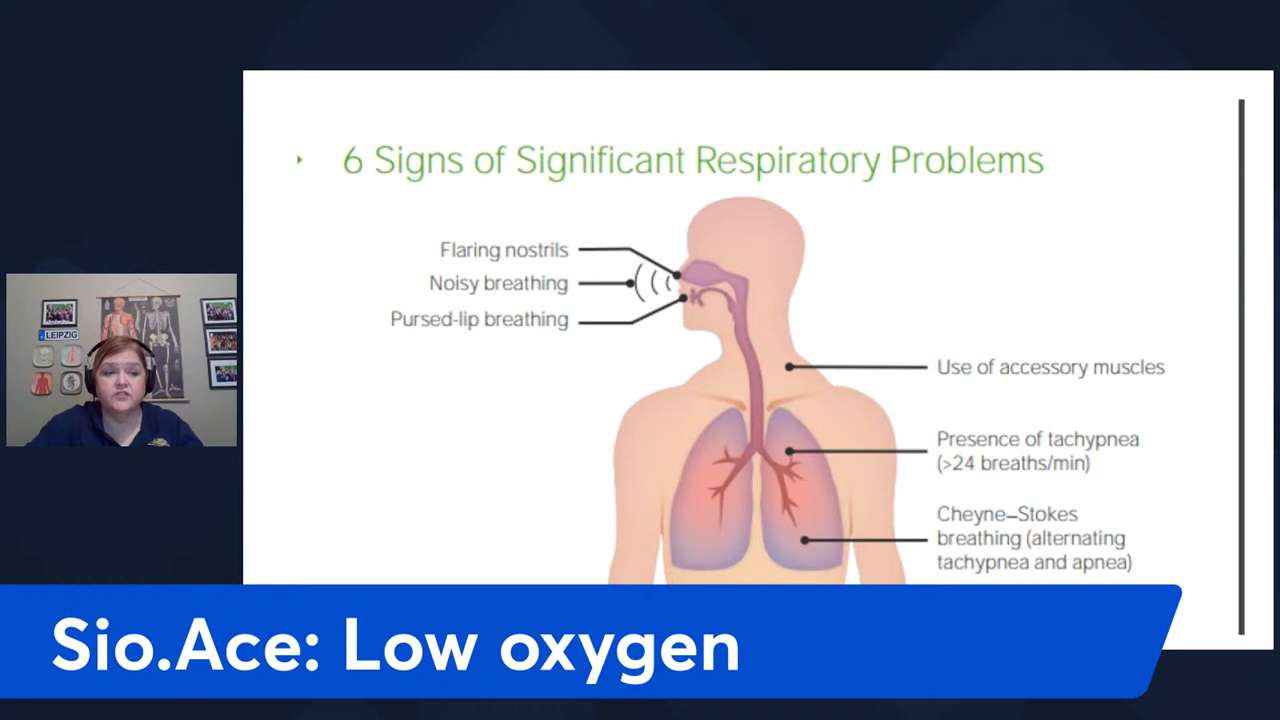 6 Signs of Significant Respiratory Problems
Flaring nostrils
Noisy breathing
Pursed-lip breathing
Use of accessory muscles
Presence of tachypnea
(>24 breaths/min)
Cheyne–Stokes
breathing (alternating
tachypnea and apnea)
LEIPZIG
Sio.Ace: Low oxygen